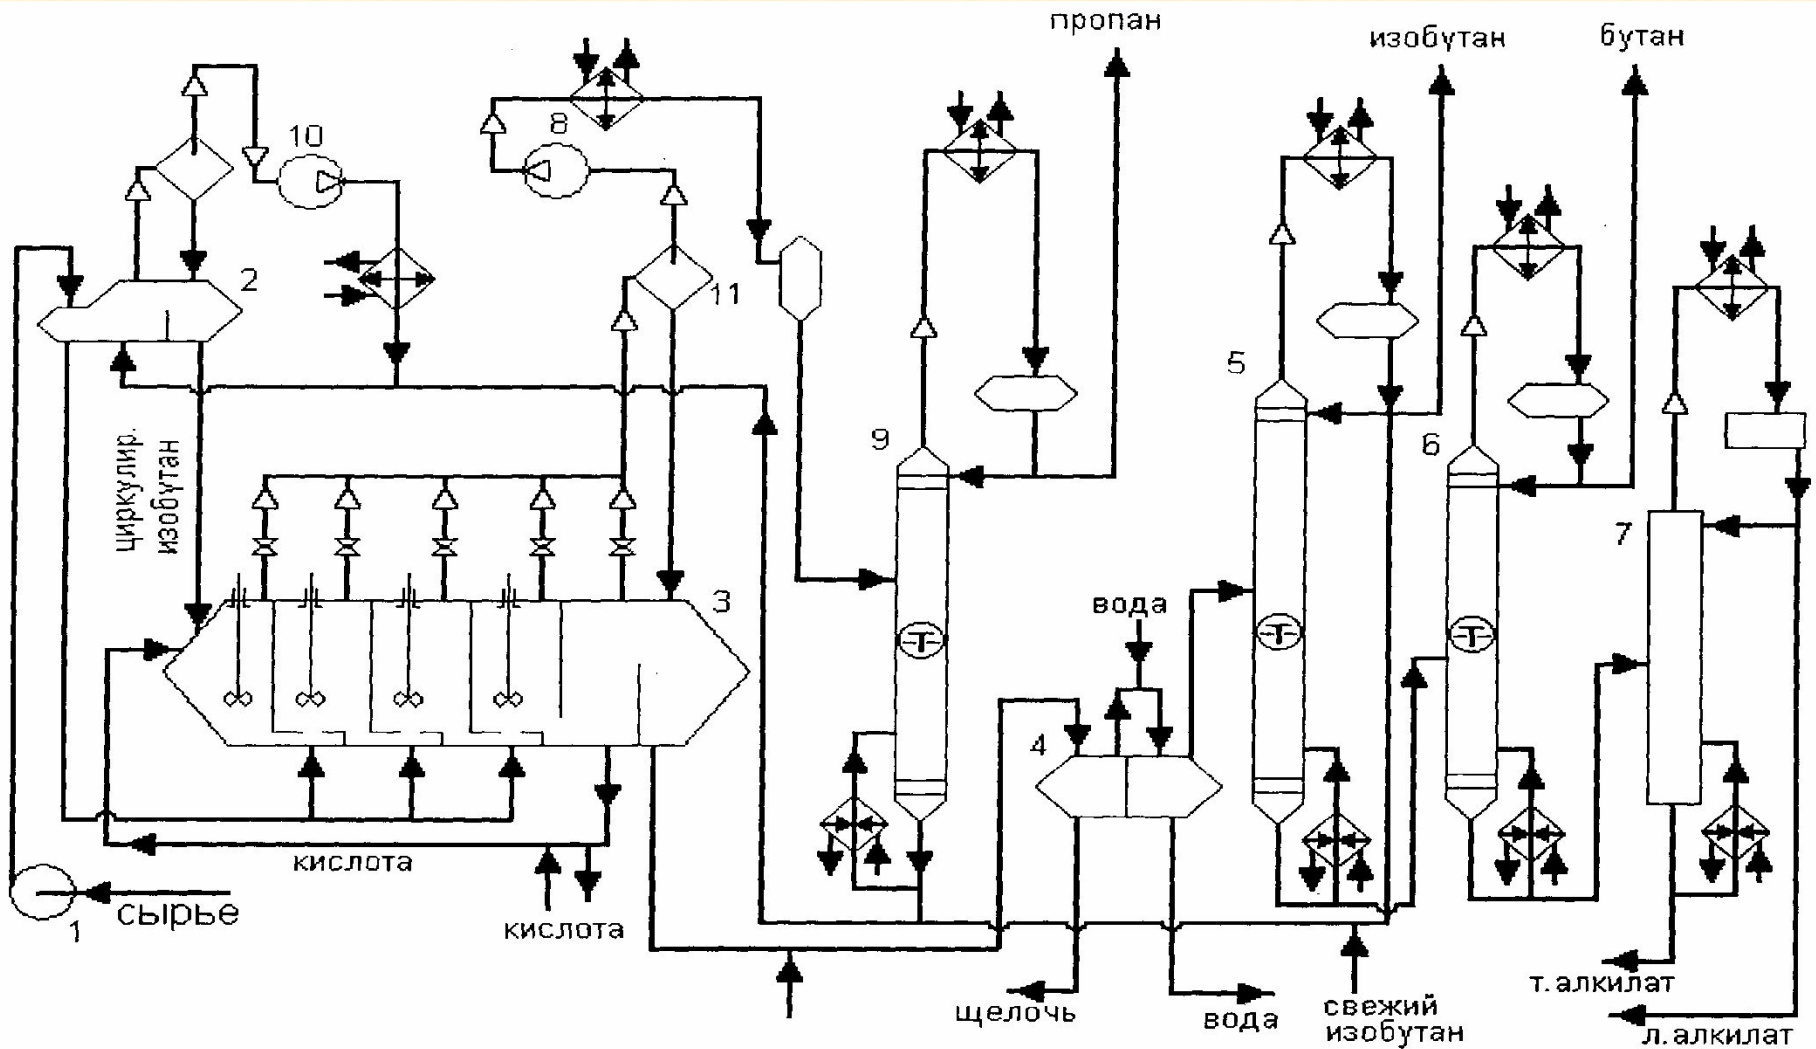 пропан
изобутан
бутан
10
8
2
11
5
9
6
циркулир.
изобутан
7
3
вода
4
кислота
сырье
1
кислота
щелочь
вода
свежий
изобутан
т. алкилат
л. алкилат